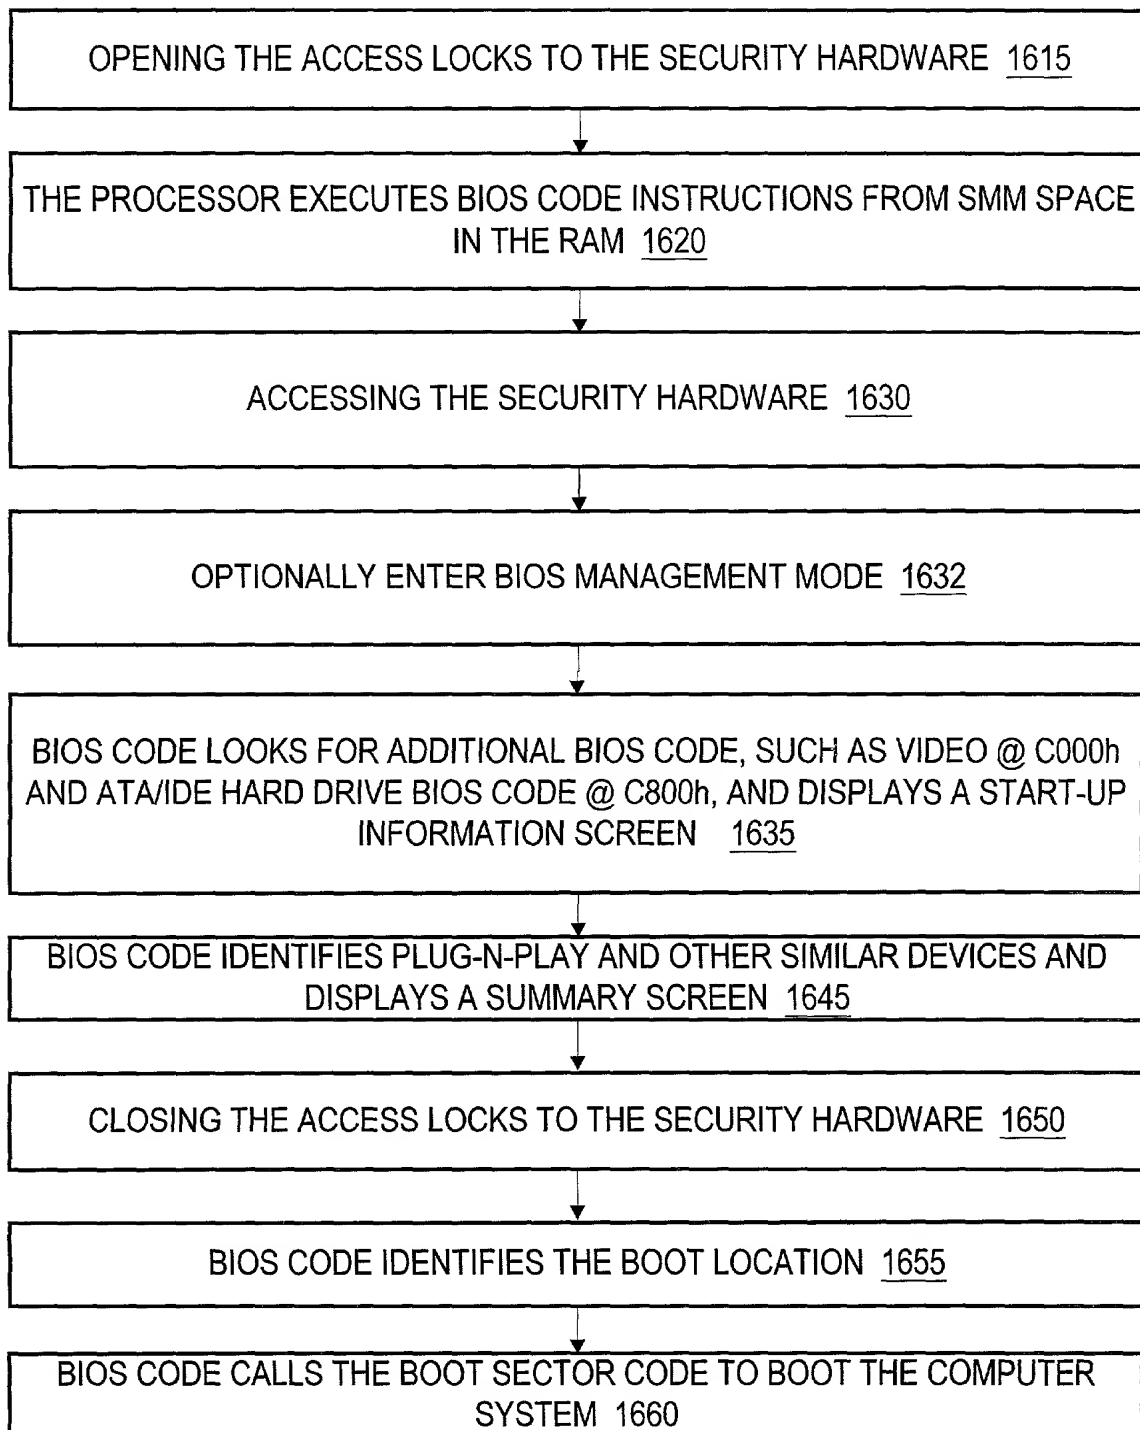 OPENING THE ACCESS LOCKS TO THE SECURITY HARDWARE 1615
THE PROCESSOR EXECUTES BIOS CODE INSTRUCTIONS FROM SMM SPACE
IN THE RAM 1620
ACCESSING THE SECURITY HARDWARE 1630
OPTIONALLY ENTER BIOS MANAGEMENT MODE 1632
BIOS CODE LOOKS FOR ADDITIONAL BIOS CODE, SUCH AS VIDEO @ C000h
AND ATA/IDE HARD DRIVE BIOS CODE @ C800h, AND DISPLAYS A START-UP
INFORMATION SCREEN 1635
BIOS CODE IDENTIFIES PLUG-N-PLAY AND OTHER SIMILAR DEVICES AND
DISPLAYS A SUMMARY SCREEN 1645
CLOSING THE ACCESS LOCKS TO THE SECURITY HARDWARE 1650
BIOS CODE IDENTIFIES THE BOOT LOCATION 1655
BIOS CODE CALLS THE BOOT SECTOR CODE TO BOOT THE COMPUTER
SYSTEM 1660